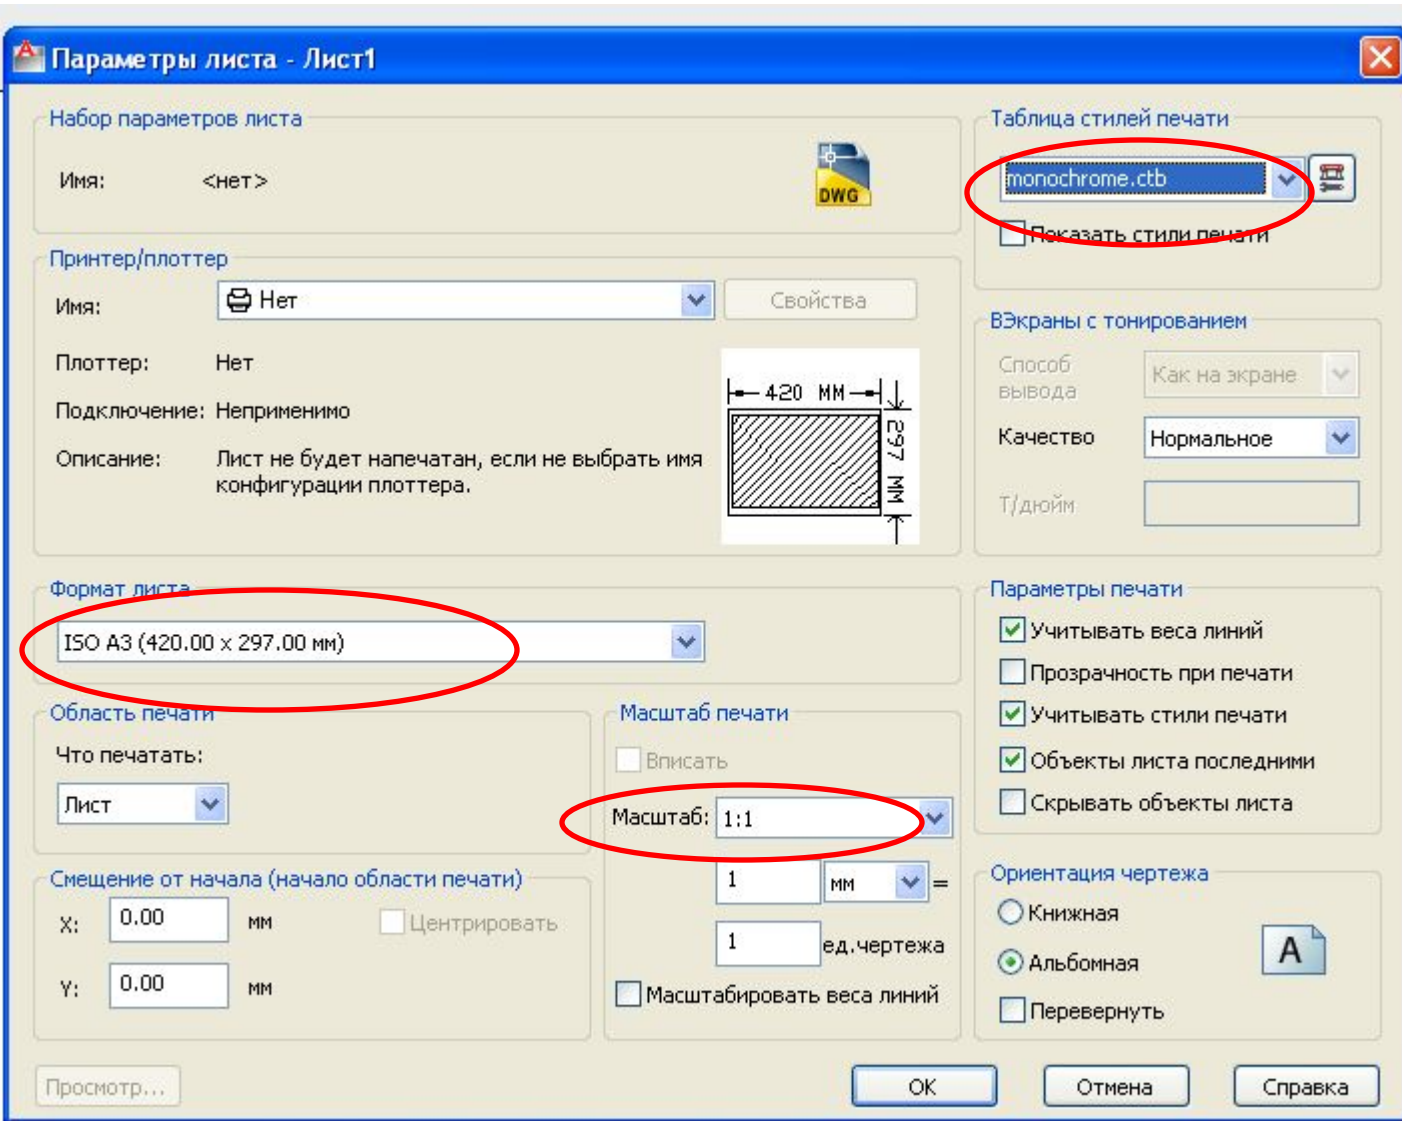 Параметры листа - Лист1
Набор параметров листа
Имя: <нет>
DWG
Таблица стилей печати
monochrome.ctb
Показать стили печати
Принтер/плоттер
Имя: Нет
Свойства
Плоттер: Нет
Подключение: Неприменимо
Описание: Лист не будет напечатан, если не выбрать имя
конфигурации плоттера.
420 MM
297 MM
ВЭкраны с тонированием
Способ
вывода
Как на экране
Качество Нормальное
Т/дюйм
Формат листа
ISO A3 (420.00 x 297.00 мм)
Параметры печати
Учитывать веса линий
Прозрачность при печати
Учитывать стили печати
Объекты листа последними
Скрывать объекты листа
Область печати
Что печатать:
Лист
Масштаб печати
Вписать
Масштаб: 1:1
1 мм =
1 ед.чертежа
Масштабировать веса линий
Смещение от начала (начало области печати)
X: 0.00 мм Центрировать
Y: 0.00 мм
Ориентация чертежа
Книжная
Альбомная
Перевернуть
A
Просмотр...
ОК
Отмена
Справка